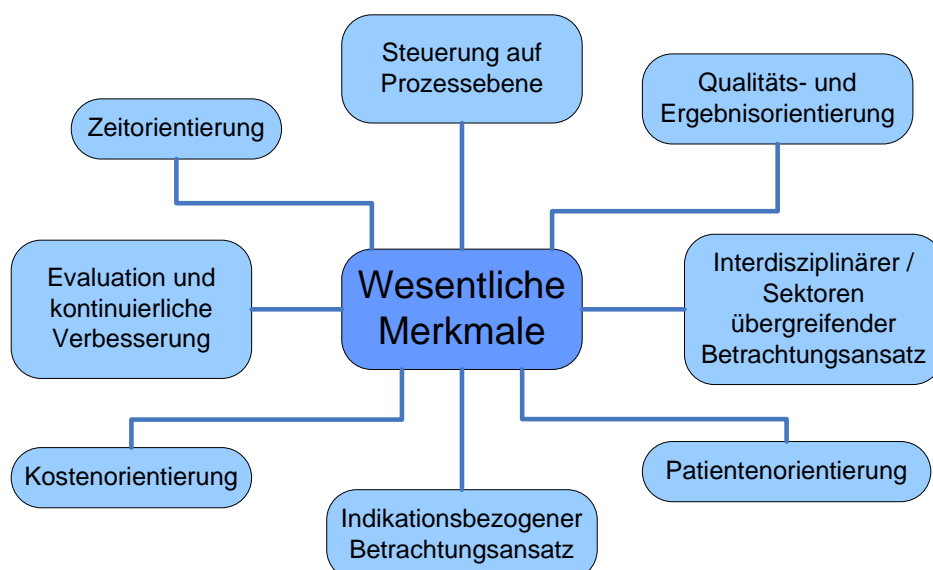 Steuerung auf
Prozessebene
Qualitäts- und
Ergebnisorientierung
Zeitorientierung
Evaluation und
kontinuierliche
Verbesserung
Wesentliche
Merkmale
Interdisziplinärer /
Sektoren
übergreifender
Betrachtungsansatz
Kostenorientierung
Patientenorientierung
Indikationsbezogener
Betrachtungsansatz